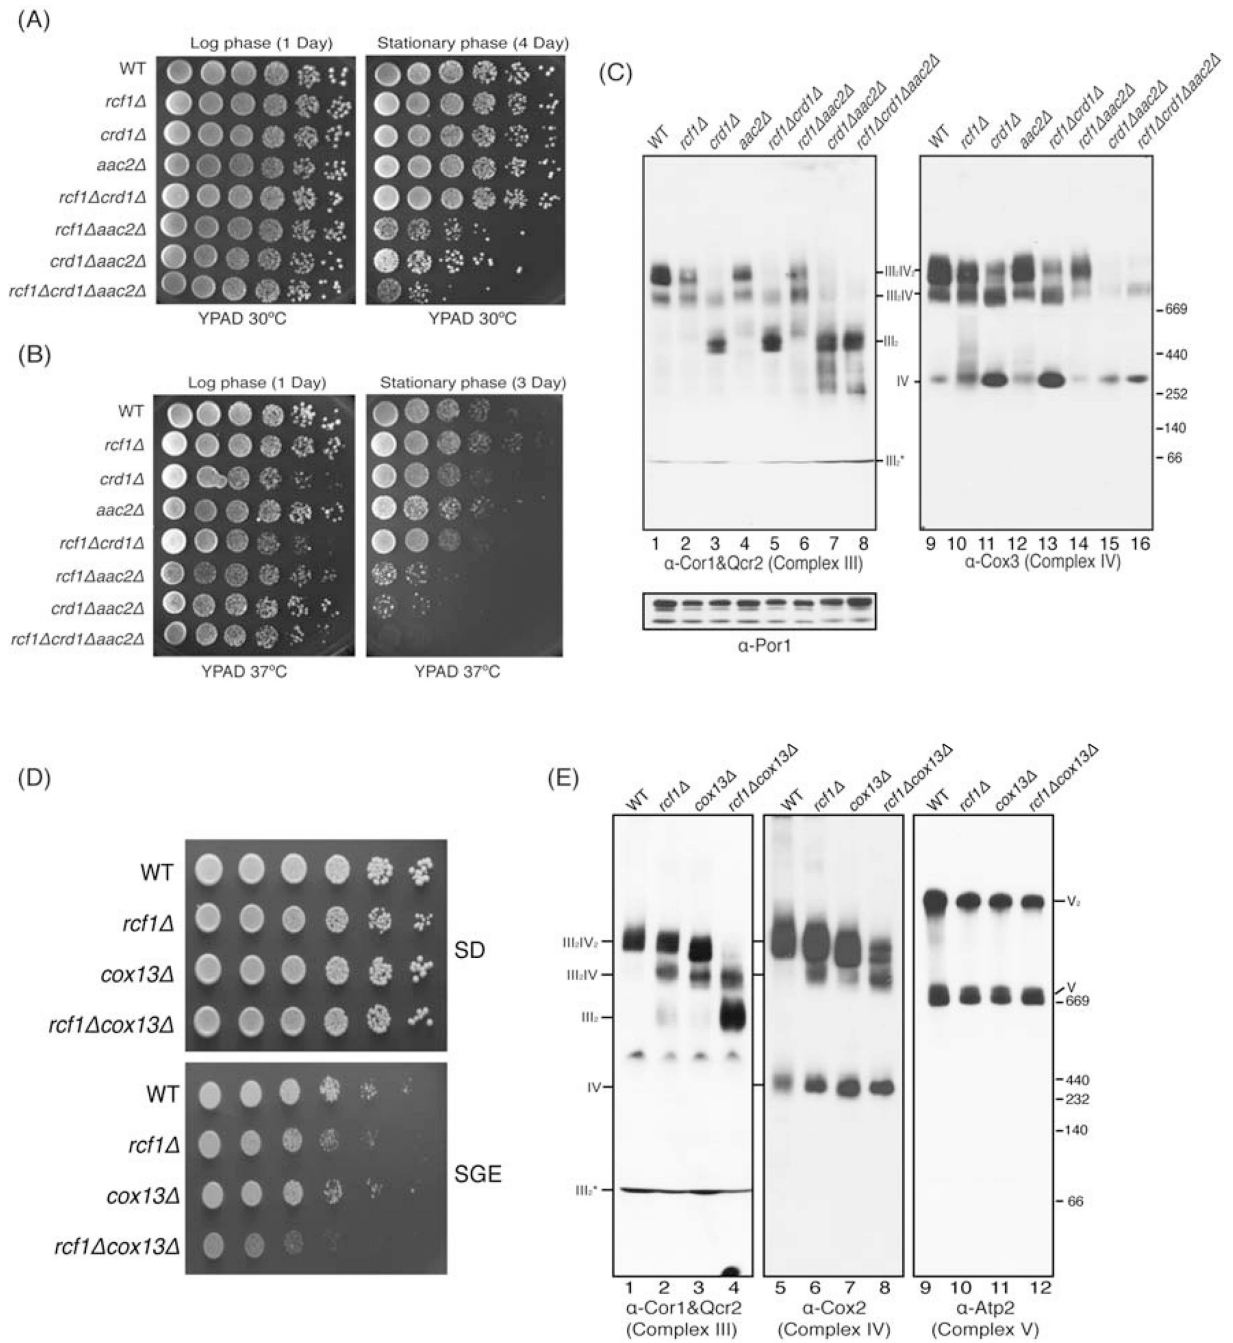 (A)
Log phase (1 Day) Stationary phase (4 Day)
WT
rcf1Δ
crd1Δ
aac2Δ
rcf1Δcrd1Δ
rcf1Δaac2Δ
crd1Δaac2Δ
rcf1Δcrd1Δaac2Δ
YPAD 30ºC YPAD 30ºC
(B)
Log phase (1 Day) Stationary phase (3 Day)
WT
rcf1Δ
crd1Δ
aac2Δ
rcf1Δcrd1Δ
rcf1Δaac2Δ
crd1Δaac2Δ
rcf1Δcrd1Δaac2Δ
YPAD 37ºC YPAD 37ºC
(C)
WT rcf1Δ crd1Δ aac2Δ rcf1Δcrd1Δ rcf1Δaac2Δ crd1Δaac2Δ rcf1Δcrd1Δaac2Δ
WT rcf1Δ crd1Δ aac2Δ rcf1Δcrd1Δ rcf1Δaac2Δ crd1Δaac2Δ rcf1Δcrd1Δaac2Δ
III₂IV₂
III₂IV
III₂
IV
III₂*
669
440
252
140
66
1 2 3 4 5 6 7 8 9 10 11 12 13 14 15 16
α-Cor1&Qcr2 (Complex III) α-Cox3 (Complex IV)
α-Por1
(D)
WT
rcf1Δ
cox13Δ
rcf1Δcox13Δ
SD
WT
rcf1Δ
cox13Δ
rcf1Δcox13Δ
SGE
(E)
WT rcf1Δ cox13Δ rcf1Δcox13Δ WT rcf1Δ cox13Δ rcf1Δcox13Δ WT rcf1Δ cox13Δ rcf1Δcox13Δ
III₂IV₂
III₂IV
III₂
IV
III₂*
V₂
V
669
440
232
140
66
1 2 3 4 5 6 7 8 9 10 11 12
α-Cor1&Qcr2 α-Cox2 α-Atp2
(Complex III) (Complex IV) (Complex V)